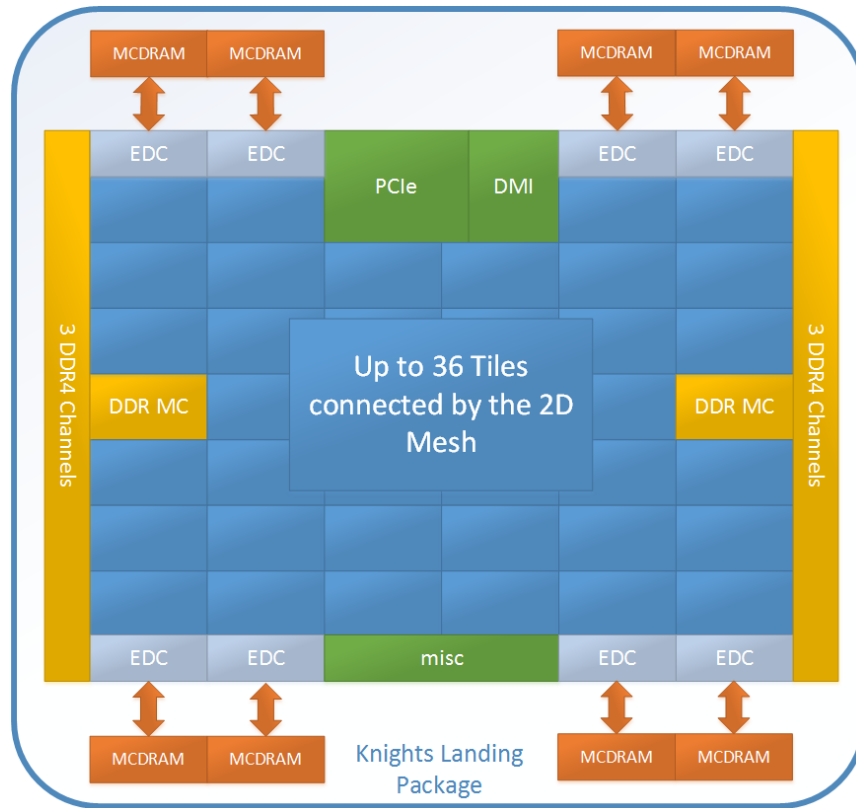 MCDRAM MCDRAM MCDRAM MCDRAM
EDC EDC PCIe DMI EDC EDC
3 DDR4 Channels
Up to 36 Tiles
connected by the 2D
Mesh
3 DDR4 Channels
DDR MC DDR MC
EDC EDC misc EDC EDC
MCDRAM MCDRAM MCDRAM MCDRAM
Knights Landing
Package